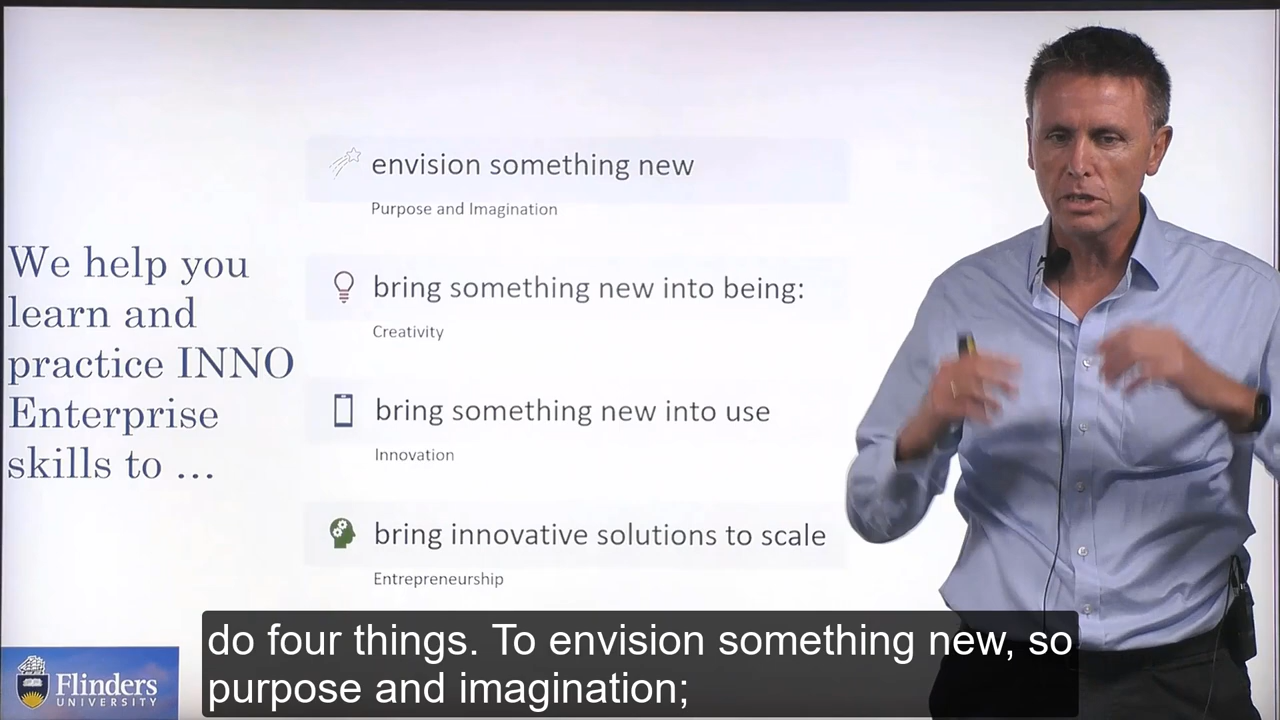 We help you
learn and
practice INNO
Enterprise
skills to ...
envision something new
Purpose and Imagination
bring something new into being:
Creativity
bring something new into use
Innovation
bring innovative solutions to scale
Entrepreneurship
Flinders
UNIVERSITY
do four things. To envision something new, so
purpose and imagination;